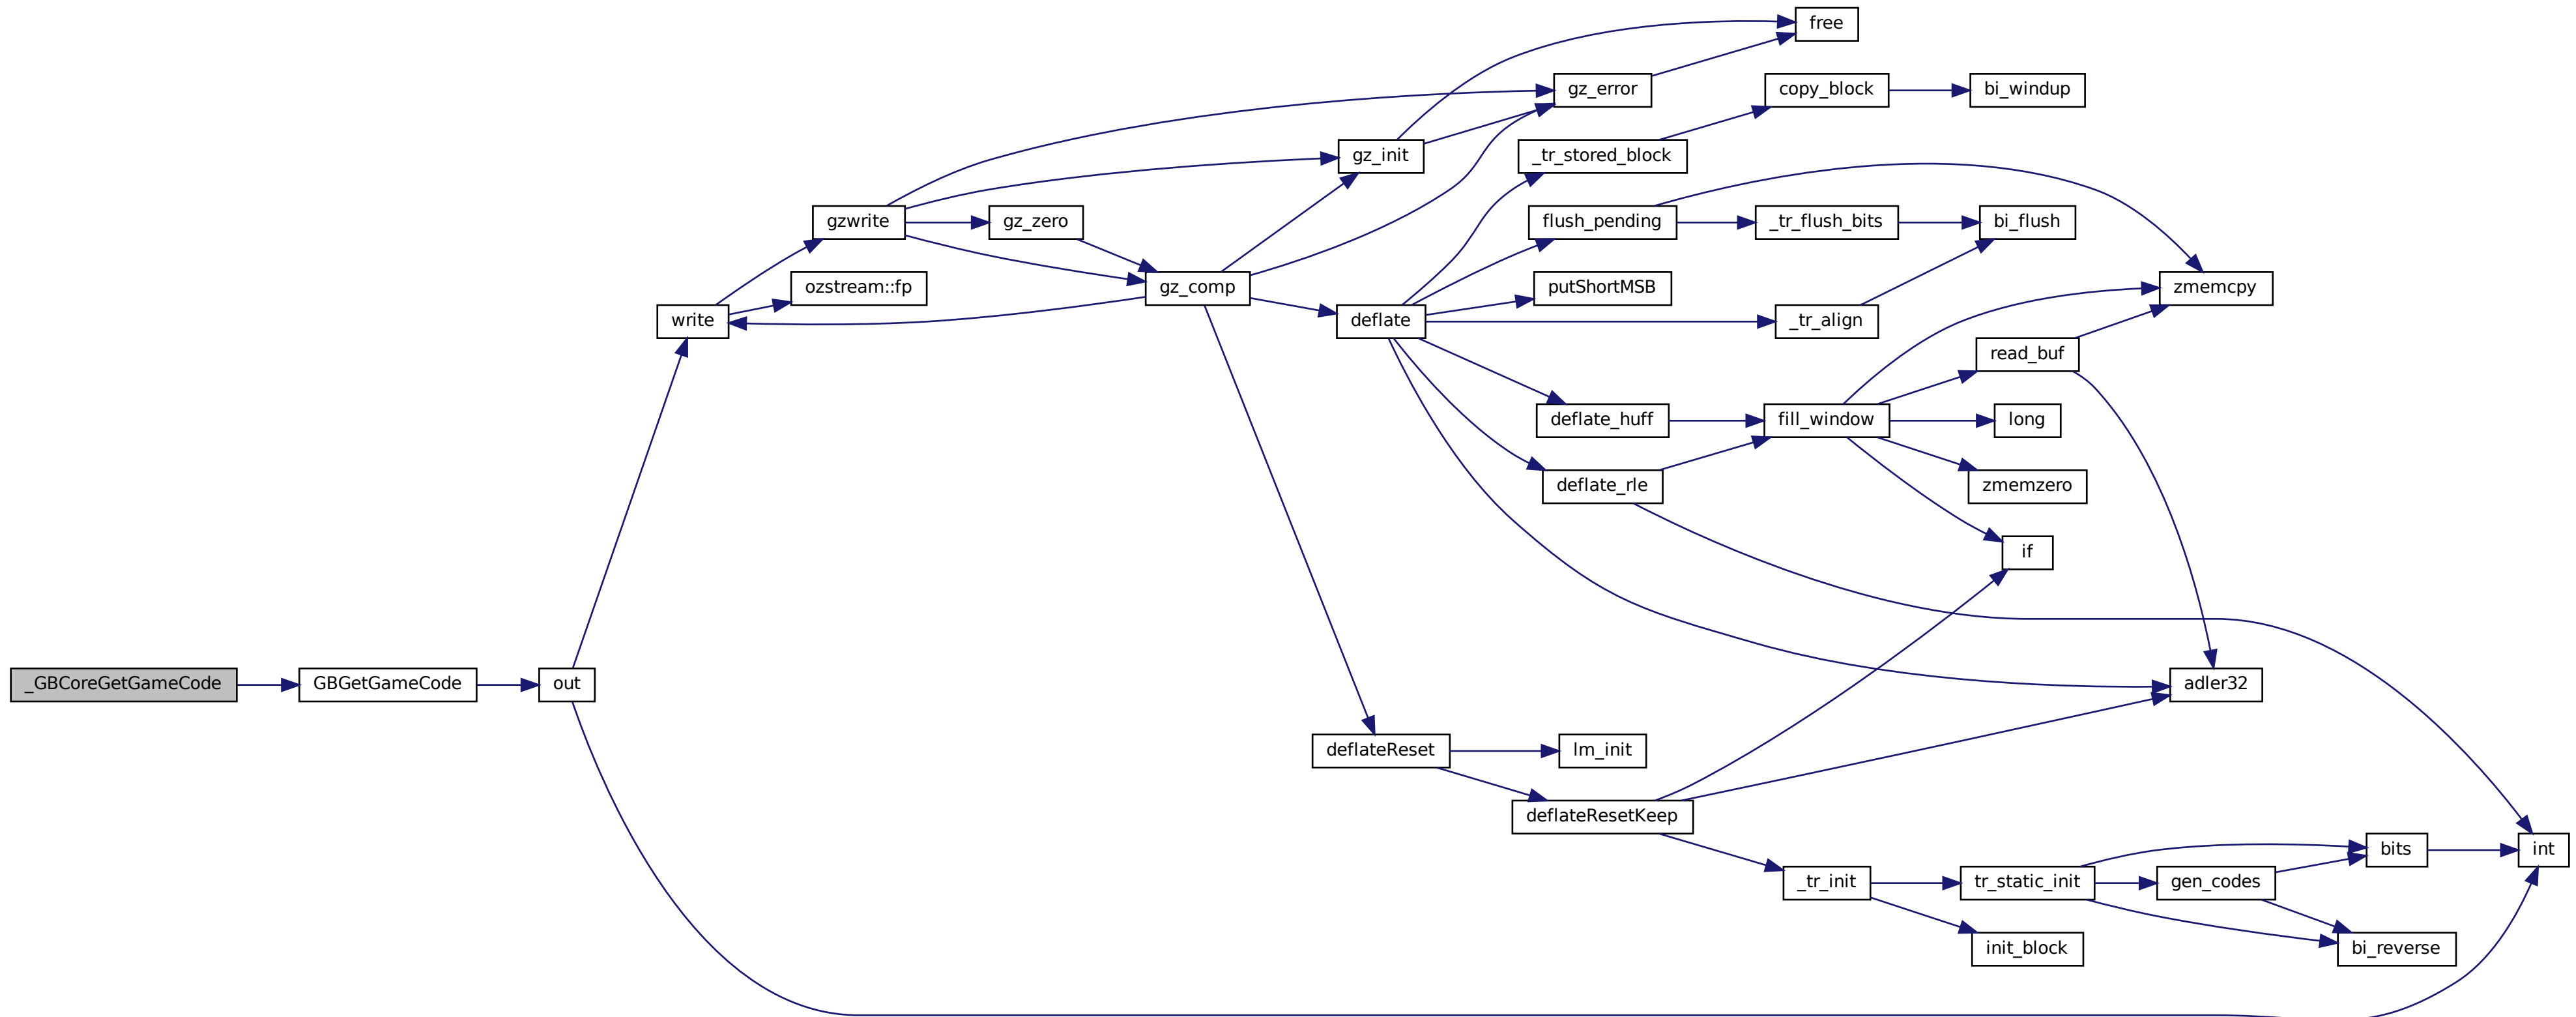 free
gz_error
copy_block
bi_windup
gz_init
_tr_stored_block
gzwrite
gz_zero
flush_pending
_tr_flush_bits
bi_flush
ozstream::fp
gz_comp
putShortMSB
zmemcpy
write
deflate
_tr_align
read_buf
deflate_huff
fill_window
long
deflate_rle
zmemzero
if
_GBCoreGetGameCode
GBGetGameCode
out
adler32
deflateReset
lm_init
deflateResetKeep
bits
int
_tr_init
tr_static_init
gen_codes
init_block
bi_reverse